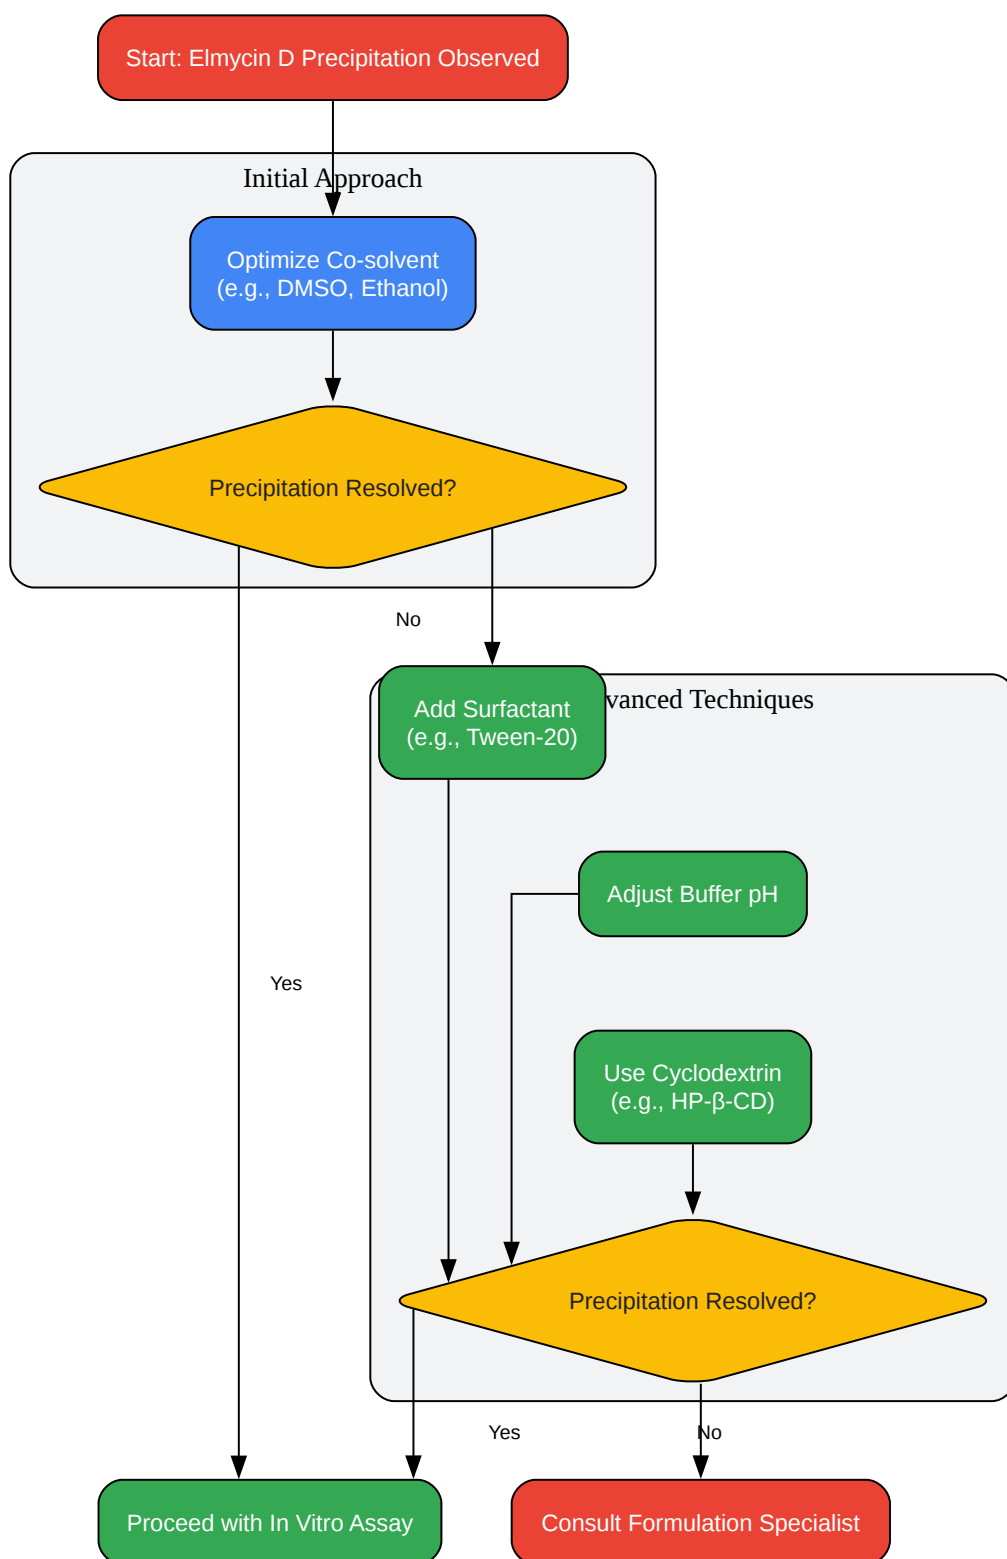 Start: Elmycin D Precipitation Observed
Initial Approach
Optimize Co-solvent
(e.g., DMSO, Ethanol)
Precipitation Resolved?
No
Add Surfactant
(e.g., Tween-20)
vanced Techniques
Adjust Buffer pH
Yes
Use Cyclodextrin
(e.g., HP-β-CD)
Precipitation Resolved?
Yes
No
Proceed with In Vitro Assay
Consult Formulation Specialist